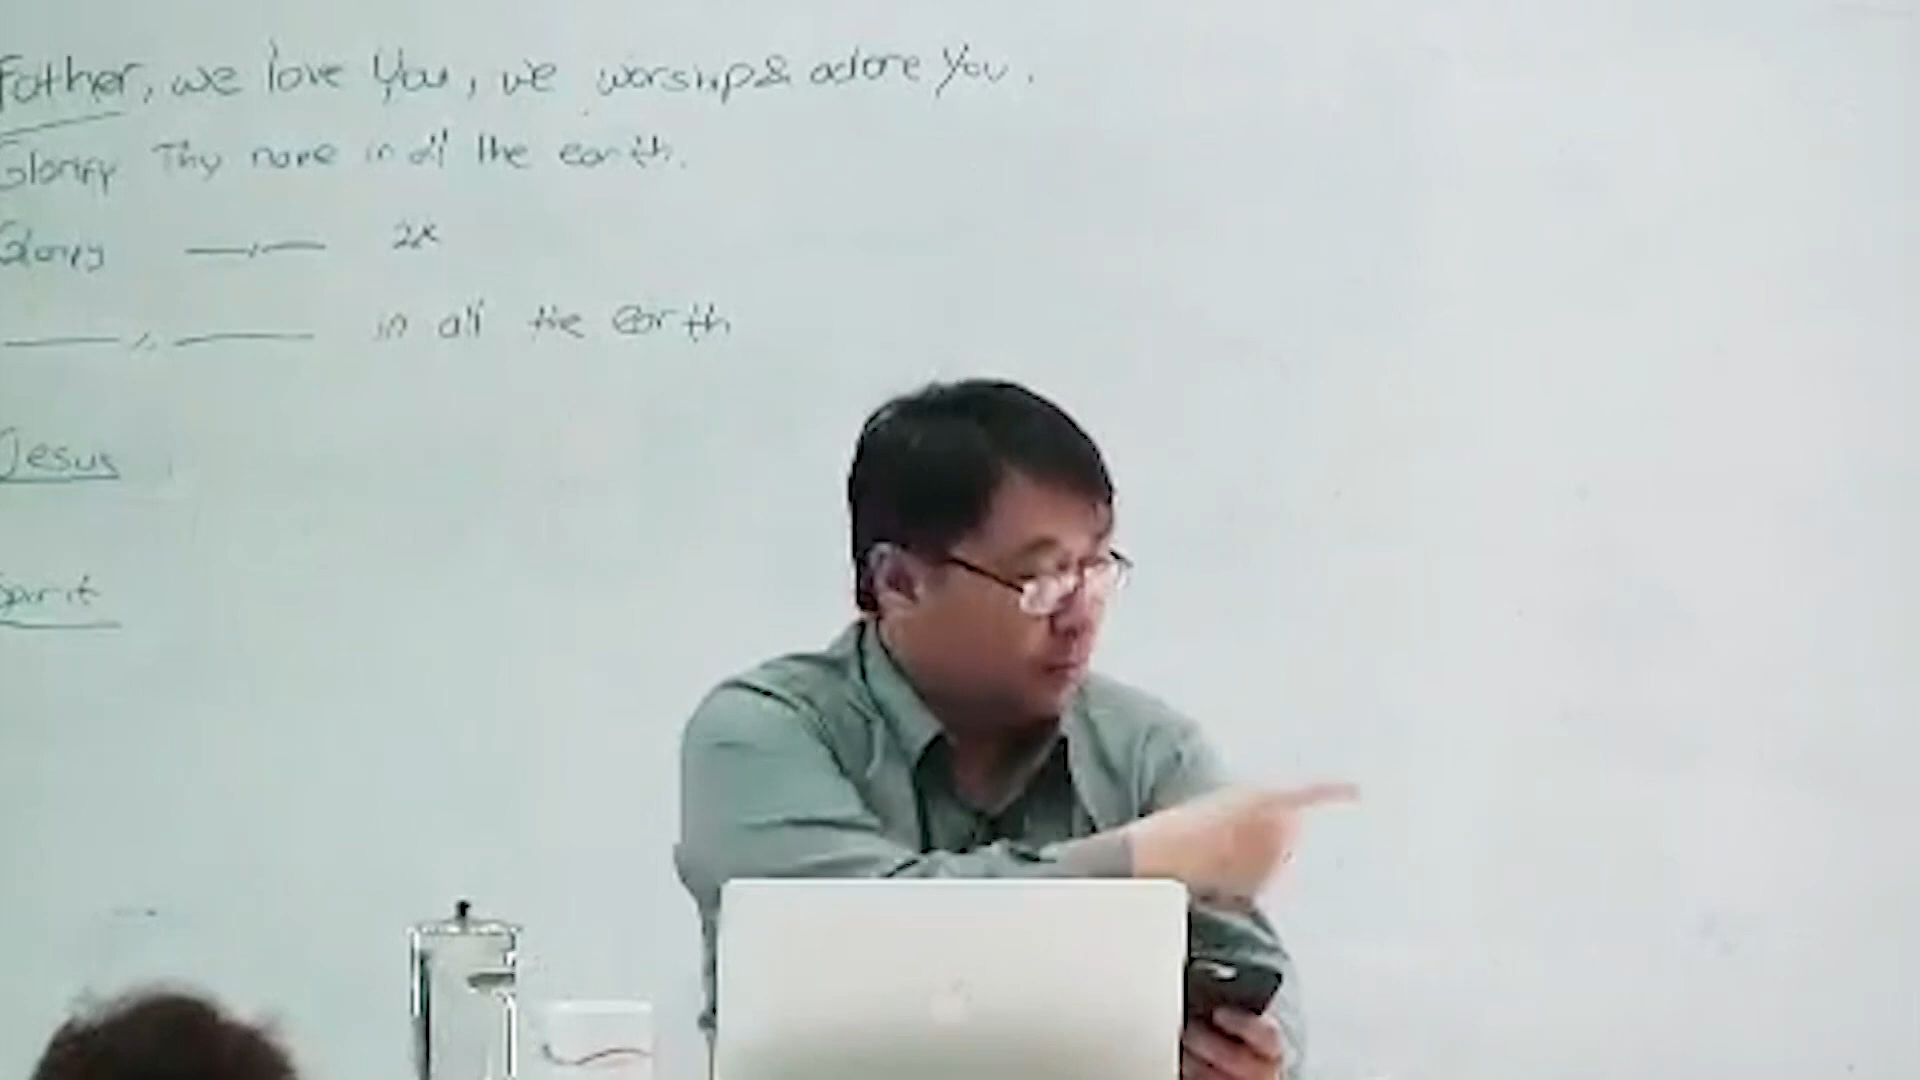 Father, we love You, we worship & adore You.
Glorify Thy name in all the earth.
Glorify 2x
in all the earth
Jesus
Spirit